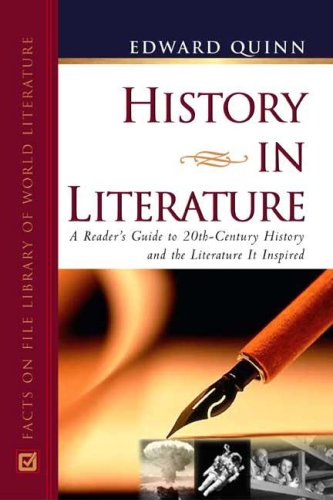 EDWARD QUINN
HISTORY
IN
LITERATURE
A Reader's Guide to 20th-Century History
and the Literature It Inspired
FACTS ON FILE LIBRARY OF WORLD LITERATURE